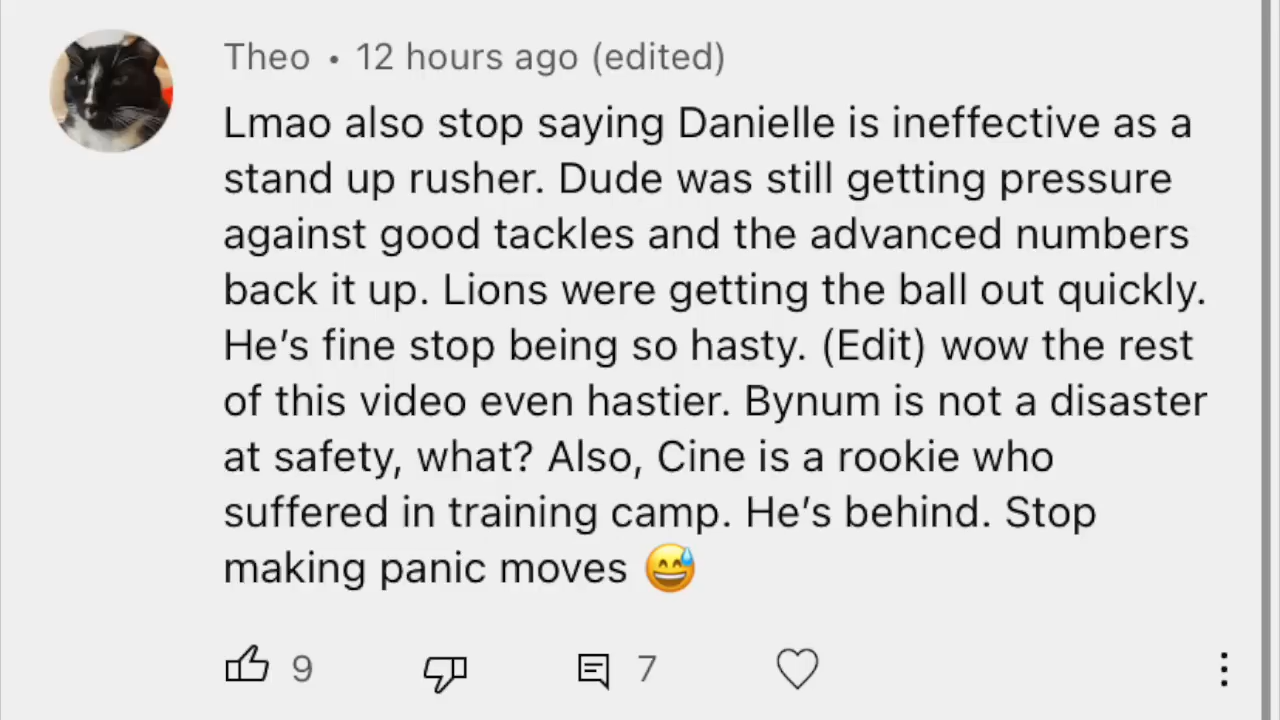 Theo • 12 hours ago (edited)
Lmao also stop saying Danielle is ineffective as a
stand up rusher. Dude was still getting pressure
against good tackles and the advanced numbers
back it up. Lions were getting the ball out quickly.
He’s fine stop being so hasty. (Edit) wow the rest
of this video even hastier. Bynum is not a disaster
at safety, what? Also, Cine is a rookie who
suffered in training camp. He’s behind. Stop
making panic moves 😅
9 7